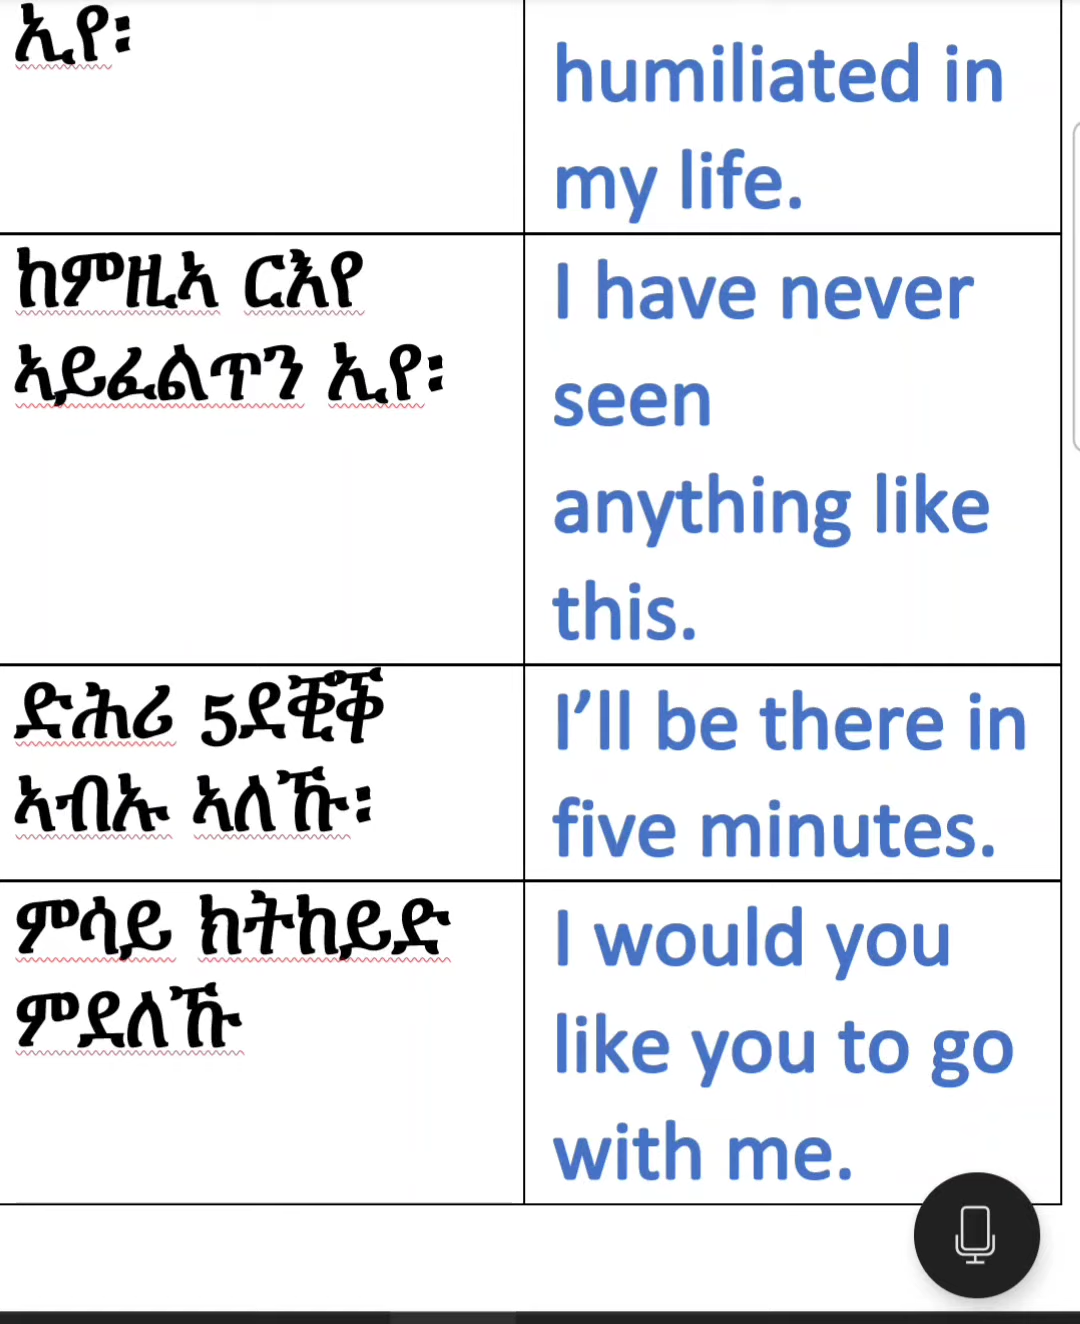 ኢየ፡
humiliated in
my life.
ከምዚኣ ርእየ
ኣይፈልጥን ኢየ፡
I have never
seen
anything like
this.
ድሕሪ 5ደቒቅ
ኣብኡ ኣለኹ፡
I’ll be there in
five minutes.
ምሳይ ክትከይድ
ምደለኹ
I would you
like you to go
with me.